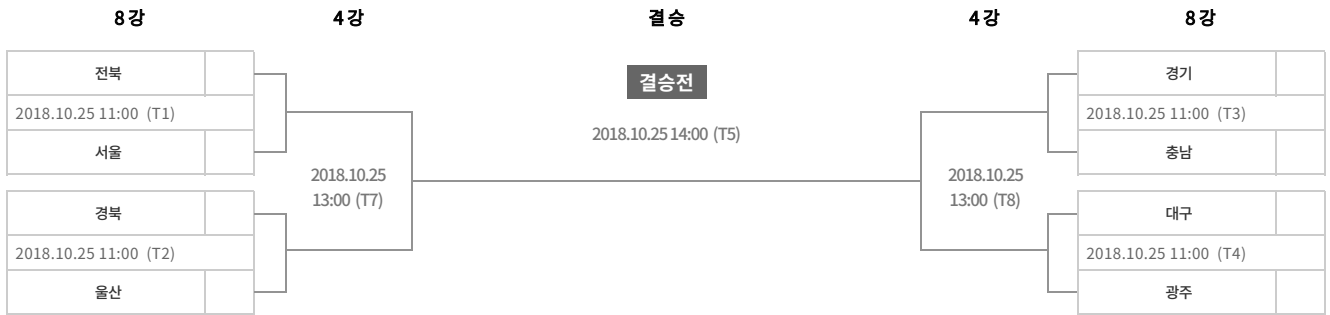 8강
4강
결승
4강
8강
전북
2018.10.25 11:00 (T1)
서울
경북
2018.10.25 11:00 (T2)
울산
2018.10.25
13:00 (T7)
결승전
2018.10.25 14:00 (T5)
2018.10.25
13:00 (T8)
경기
2018.10.25 11:00 (T3)
충남
대구
2018.10.25 11:00 (T4)
광주